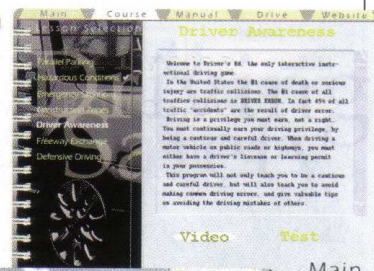 Main Course Manual Drive Website
Lesson Selection
Driver Awareness
Parallel Parking
Hazardous Conditions
Emergency
Zones
Driver Awareness
Freeway Exchange
Defensive Driving
Welcome to Driver's Ed, the only interactive instr-
uctional driving game.
In the United States the #1 cause of death or serious
injury are traffic collisions. The #1 cause of all
traffice collisions is DRIVER ERROR. In fact 85% of all
traffic "accidents" are the result of driver error.
Driving is a privilege you must earn, not a right.
You must continually earn your driving privilege, by
being a cautious and careful driver. When driving a
motor vehicle on public roads or highways, you must
either have a driver's liscense or learning permit
in your possession.
This program will not only teach you to be a cautious
and careful driver, but will also teach you to avoid
making common driving errors, and give valuable tips
on avoiding the driving mistakes of others.
Video Test
Main